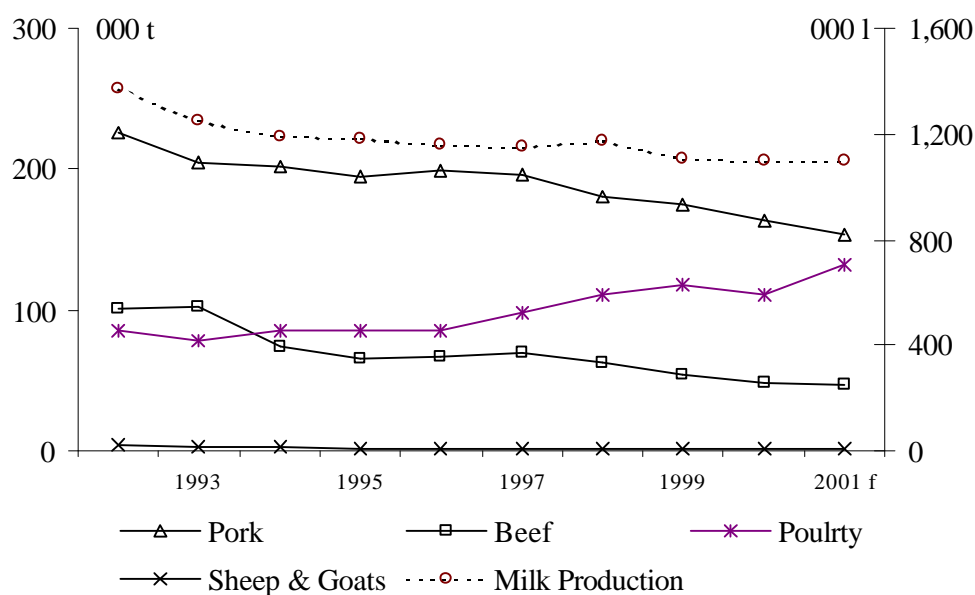 300 000 t 000 l 1,600
1,200
200
800
100
400
0 0
1993 1995 1997 1999 2001 f
Pork Beef Poulrty
Sheep & Goats Milk Production